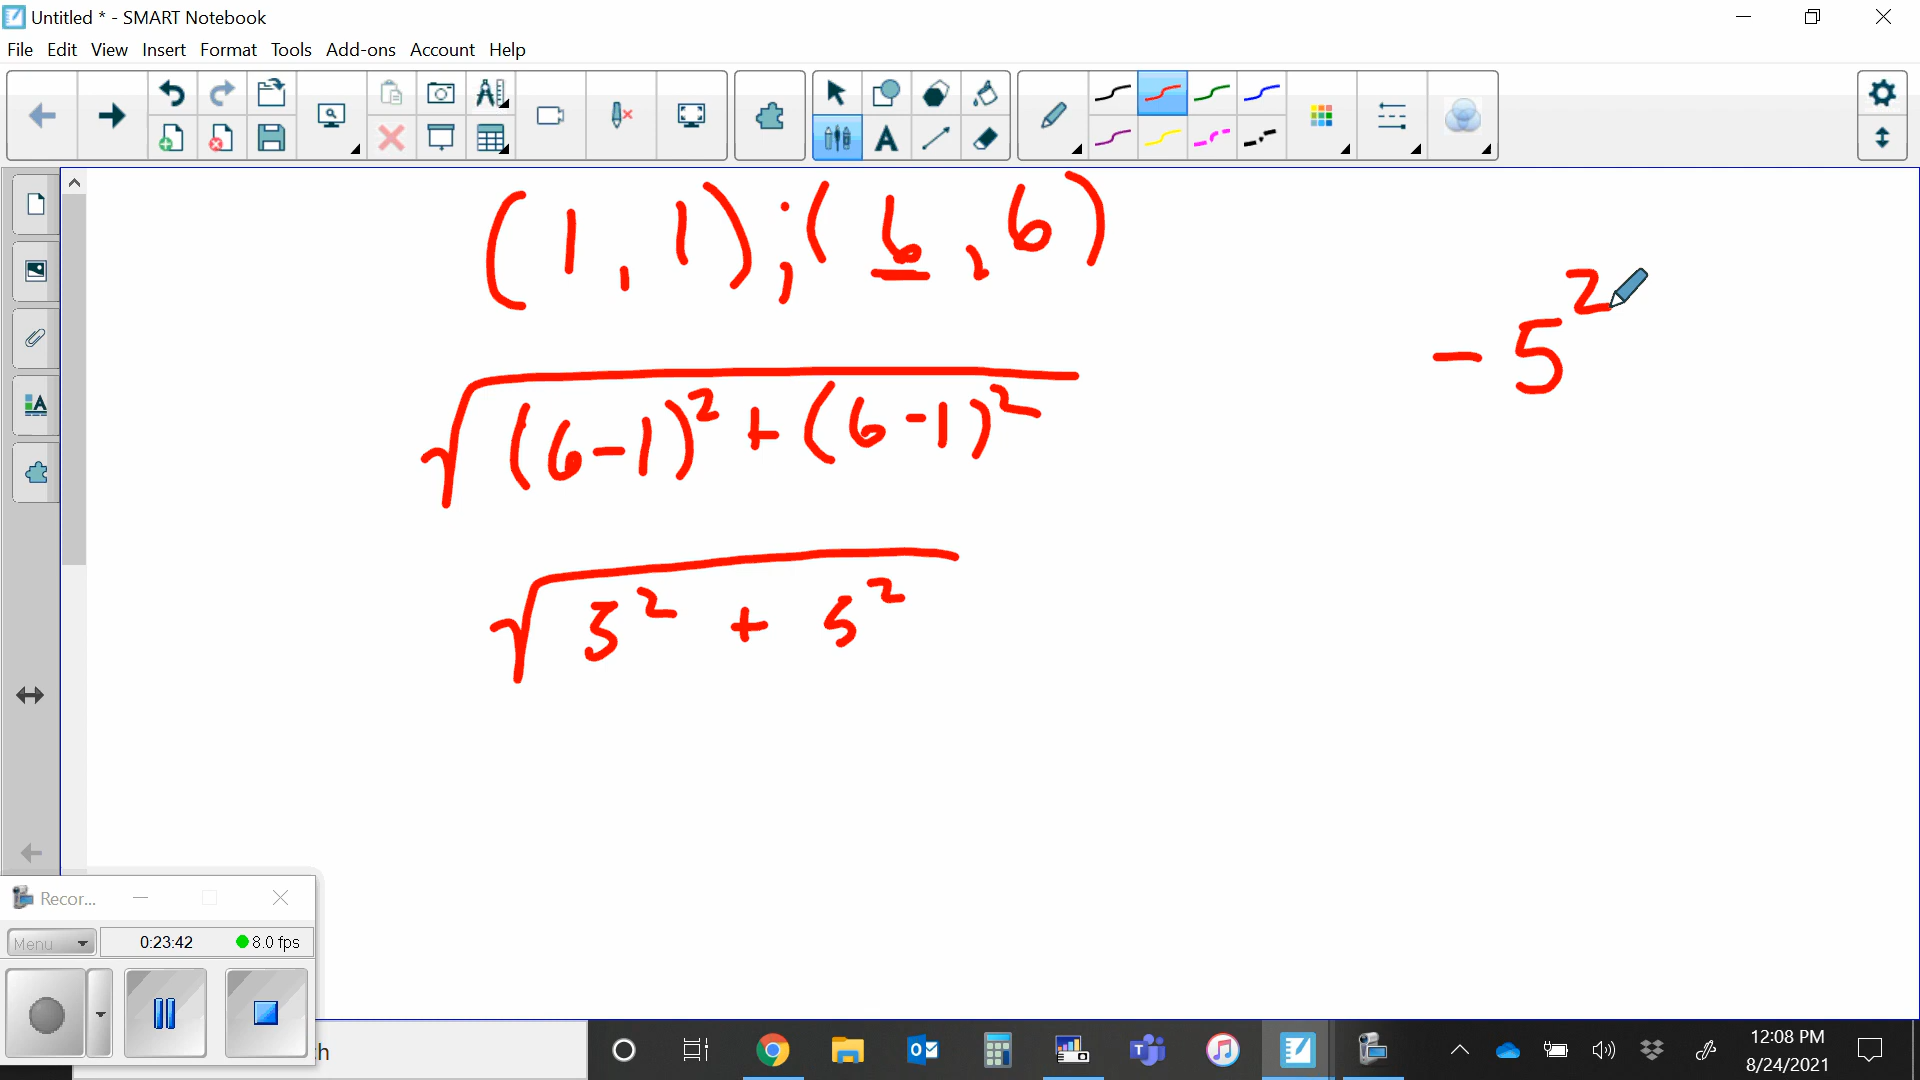 Untitled * - SMART Notebook
File Edit View Insert Format Tools Add-ons Account Help
(1, 1); (6, 6)
- 5²
√(6-1)² + (6-1)²
√5² + 5²
Recor...
Menu 0:23:42 8.0 fps
h
12:08 PM
8/24/2021